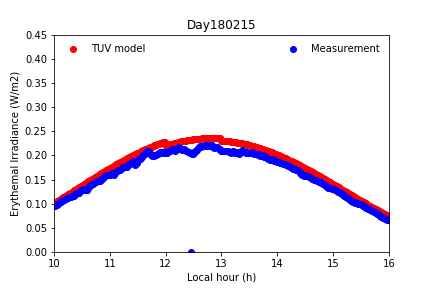 Day180215
TUV model
Measurement
Erythemal Irradiance (W/m2)
0.45
0.40
0.35
0.30
0.25
0.20
0.15
0.10
0.05
0.00
10 11 12 13 14 15 16
Local hour (h)